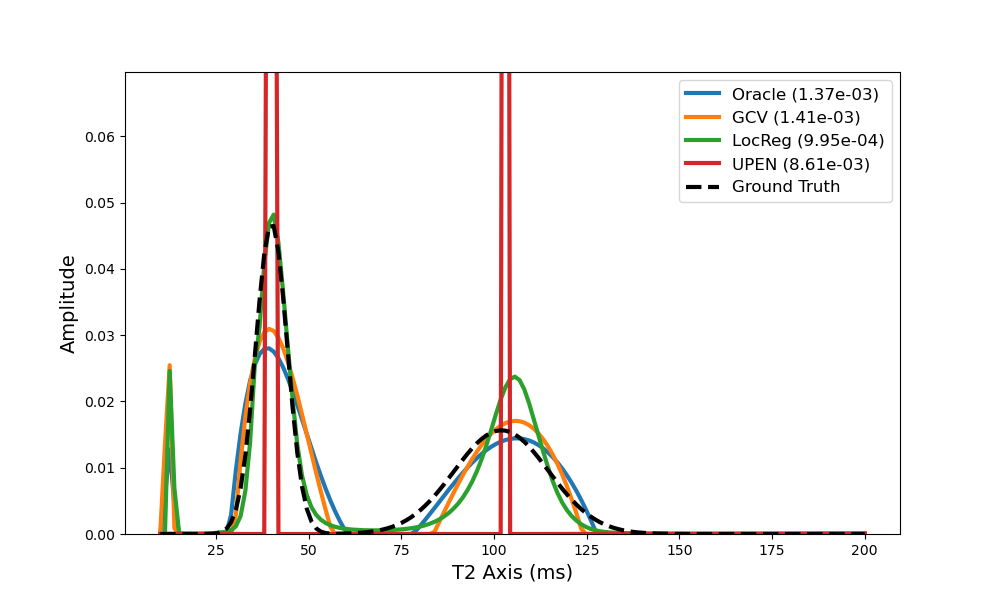 Oracle (1.37e-03)
GCV (1.41e-03)
LocReg (9.95e-04)
UPEN (8.61e-03)
Ground Truth
Amplitude
0.06
0.05
0.04
0.03
0.02
0.01
0.00
25 50 75 100 125 150 175 200
T2 Axis (ms)